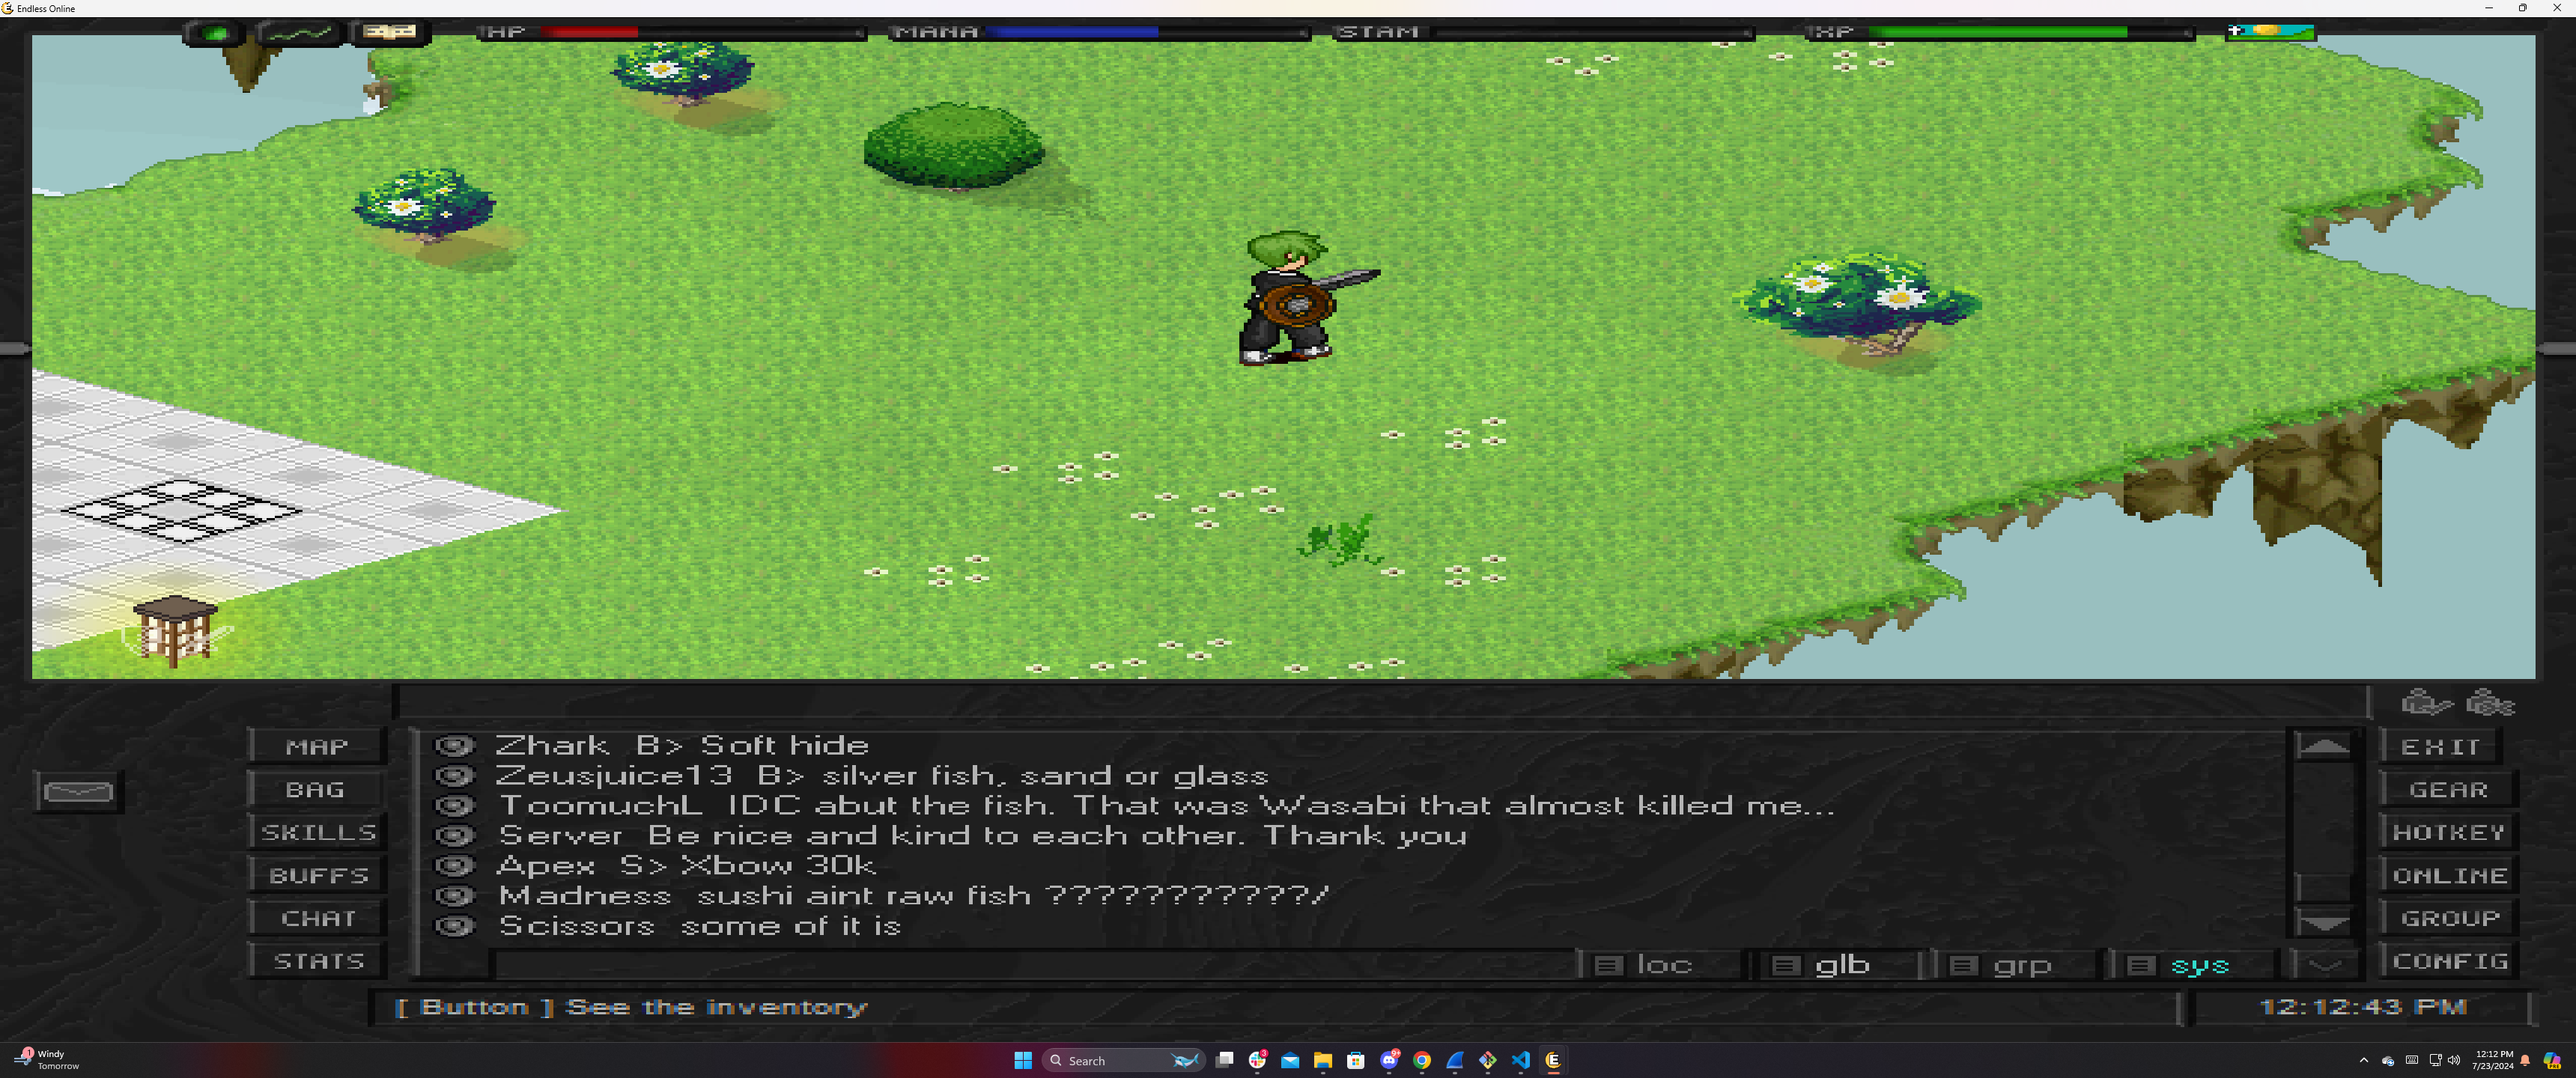 Endless Online
HP
MANA
STAM
XP
MAP
BAG
SKILLS
BUFFS
CHAT
STATS
Zhark B> Soft hide
Zeusjuice13 B> silver fish, sand or glass
ToomuchL IDC abut the fish. That was Wasabi that almost killed me...
Server Be nice and kind to each other. Thank you
Apex S> Xbow 30k
Madness sushi aint raw fish ???????????/
Scissors some of it is
loc
glb
grp
sys
EXIT
GEAR
HOTKEY
ONLINE
GROUP
CONFIG
[ Button ] See the inventory
12:12:43 PM
1
Windy
Tomorrow
Search
3
9+
12:12 PM
7/23/2024